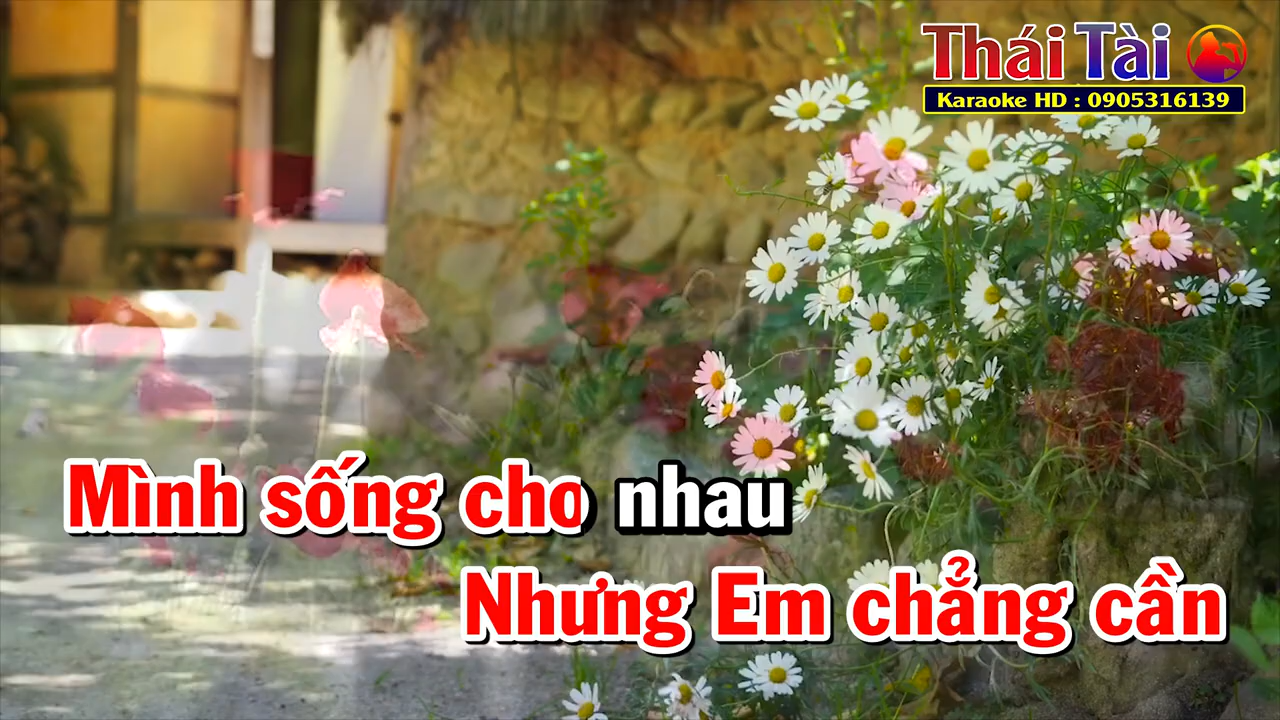 Thái Tài
Karaoke HD : 0905316139
Mình sống cho nhau
Nhưng Em chẳng cần